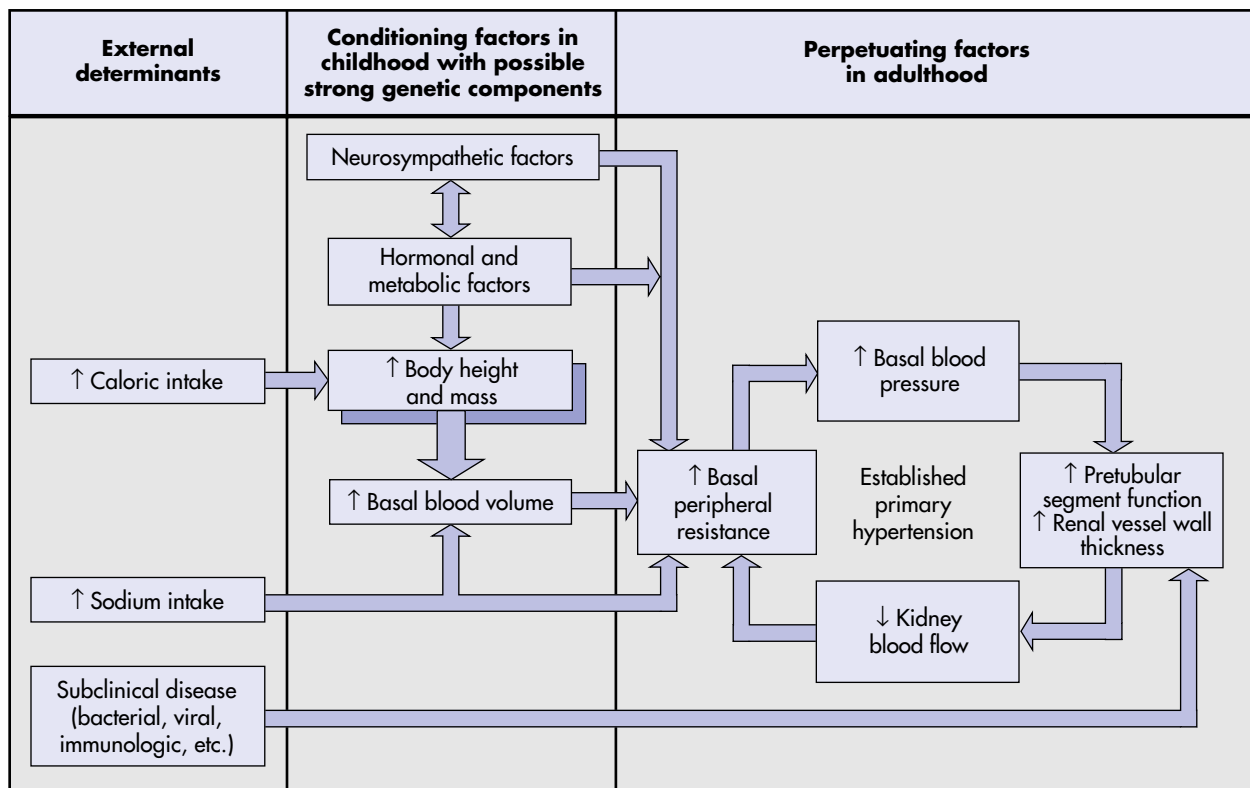 External
determinants
Conditioning factors in
childhood with possible
strong genetic components
Perpetuating factors
in adulthood
Neurosympathetic factors
Hormonal and
metabolic factors
↑ Caloric intake
↑ Body height
and mass
↑ Basal blood
pressure
↑ Basal blood volume
↑ Basal
peripheral
resistance
Established
primary
hypertension
↑ Pretubular
segment function
↑ Renal vessel wall
thickness
↑ Sodium intake
↓ Kidney
blood flow
Subclinical disease
(bacterial, viral,
immunologic, etc.)